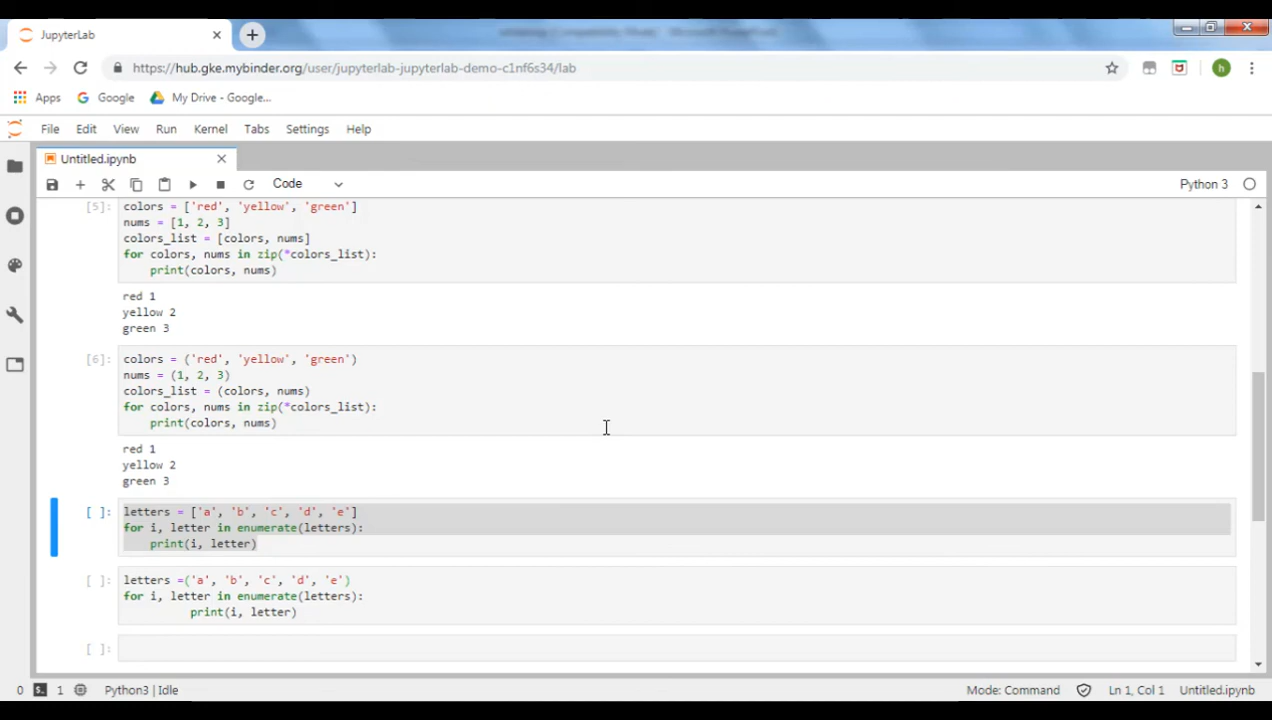 JupyterLab
https://hub.gke.mybinder.org/user/jupyterlab-jupyterlab-demo-c1nf6s34/lab
h
Apps Google My Drive - Google...
File Edit View Run Kernel Tabs Settings Help
Untitled.ipynb
Code Python 3
[5]: colors = ['red', 'yellow', 'green']
nums = [1, 2, 3]
colors_list = [colors, nums]
for colors, nums in zip(*colors_list):
print(colors, nums)
red 1
yellow 2
green 3
[6]: colors = ('red', 'yellow', 'green')
nums = (1, 2, 3)
colors_list = (colors, nums)
for colors, nums in zip(*colors_list):
print(colors, nums)
red 1
yellow 2
green 3
[ ]: letters = ['a', 'b', 'c', 'd', 'e']
for i, letter in enumerate(letters):
print(i, letter)
[ ]: letters =('a', 'b', 'c', 'd', 'e')
for i, letter in enumerate(letters):
print(i, letter)
[ ]:
0 1 Python3 | Idle Mode: Command Ln 1, Col 1 Untitled.ipynb